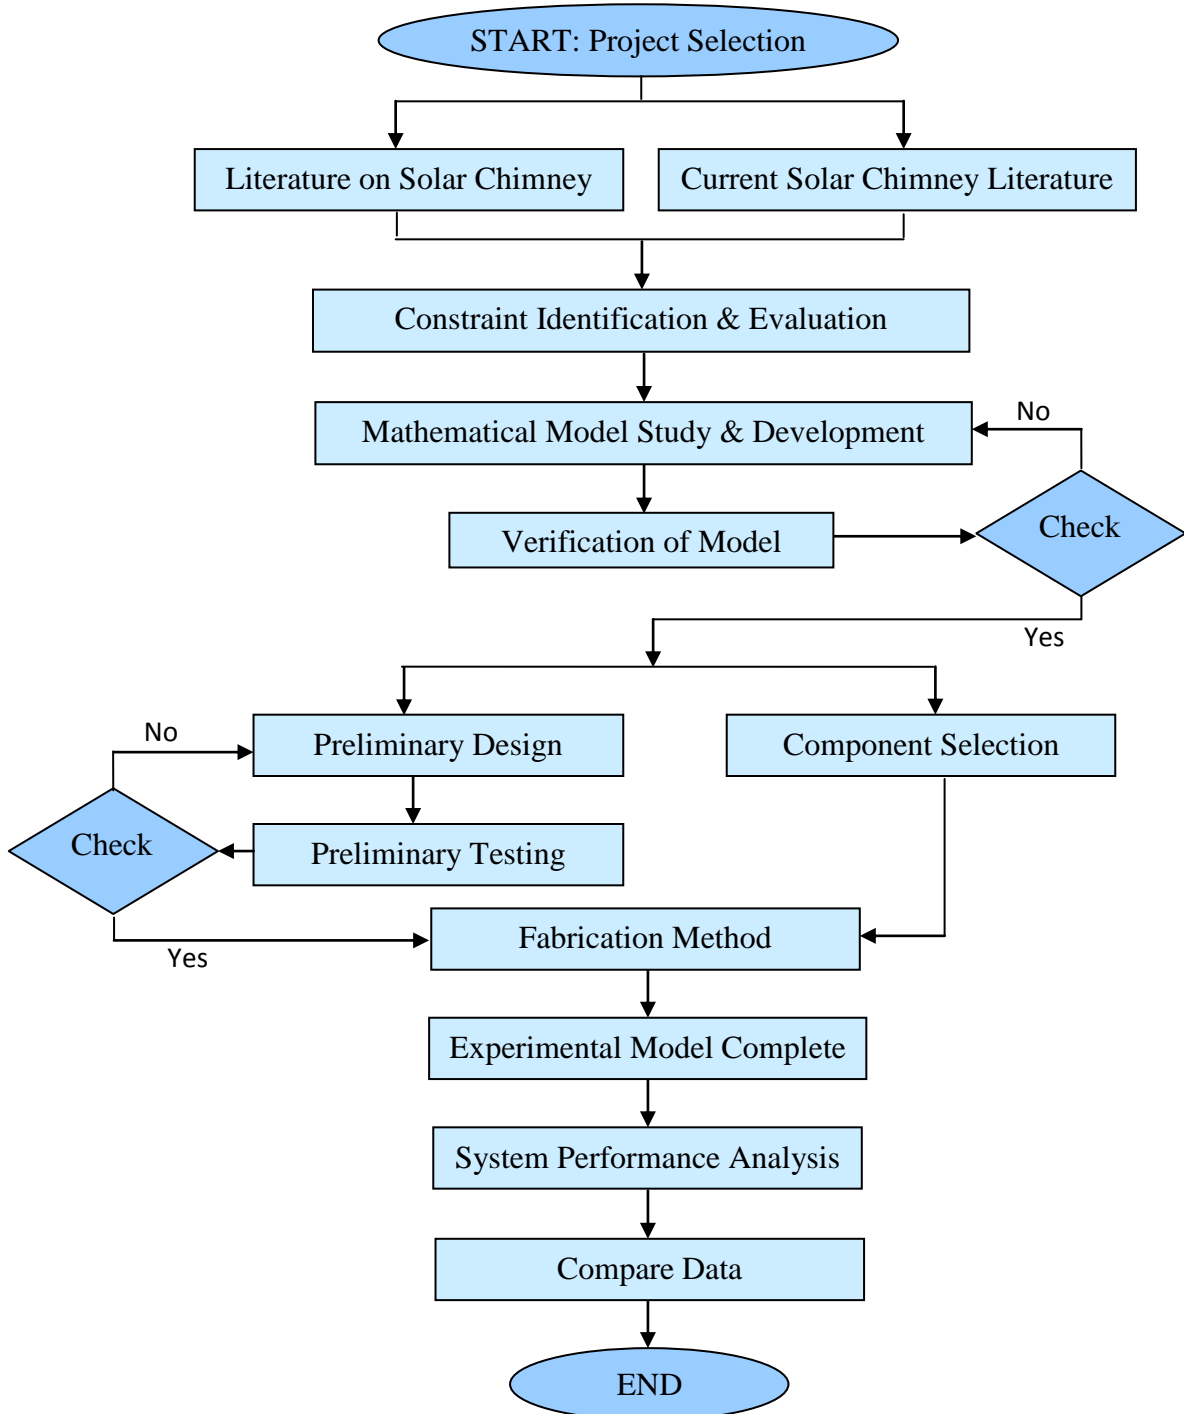 START: Project Selection
Literature on Solar Chimney
Current Solar Chimney Literature
Constraint Identification & Evaluation
Mathematical Model Study & Development
No
Verification of Model
Check
Yes
No
Preliminary Design
Component Selection
Check
Preliminary Testing
Yes
Fabrication Method
Experimental Model Complete
System Performance Analysis
Compare Data
END